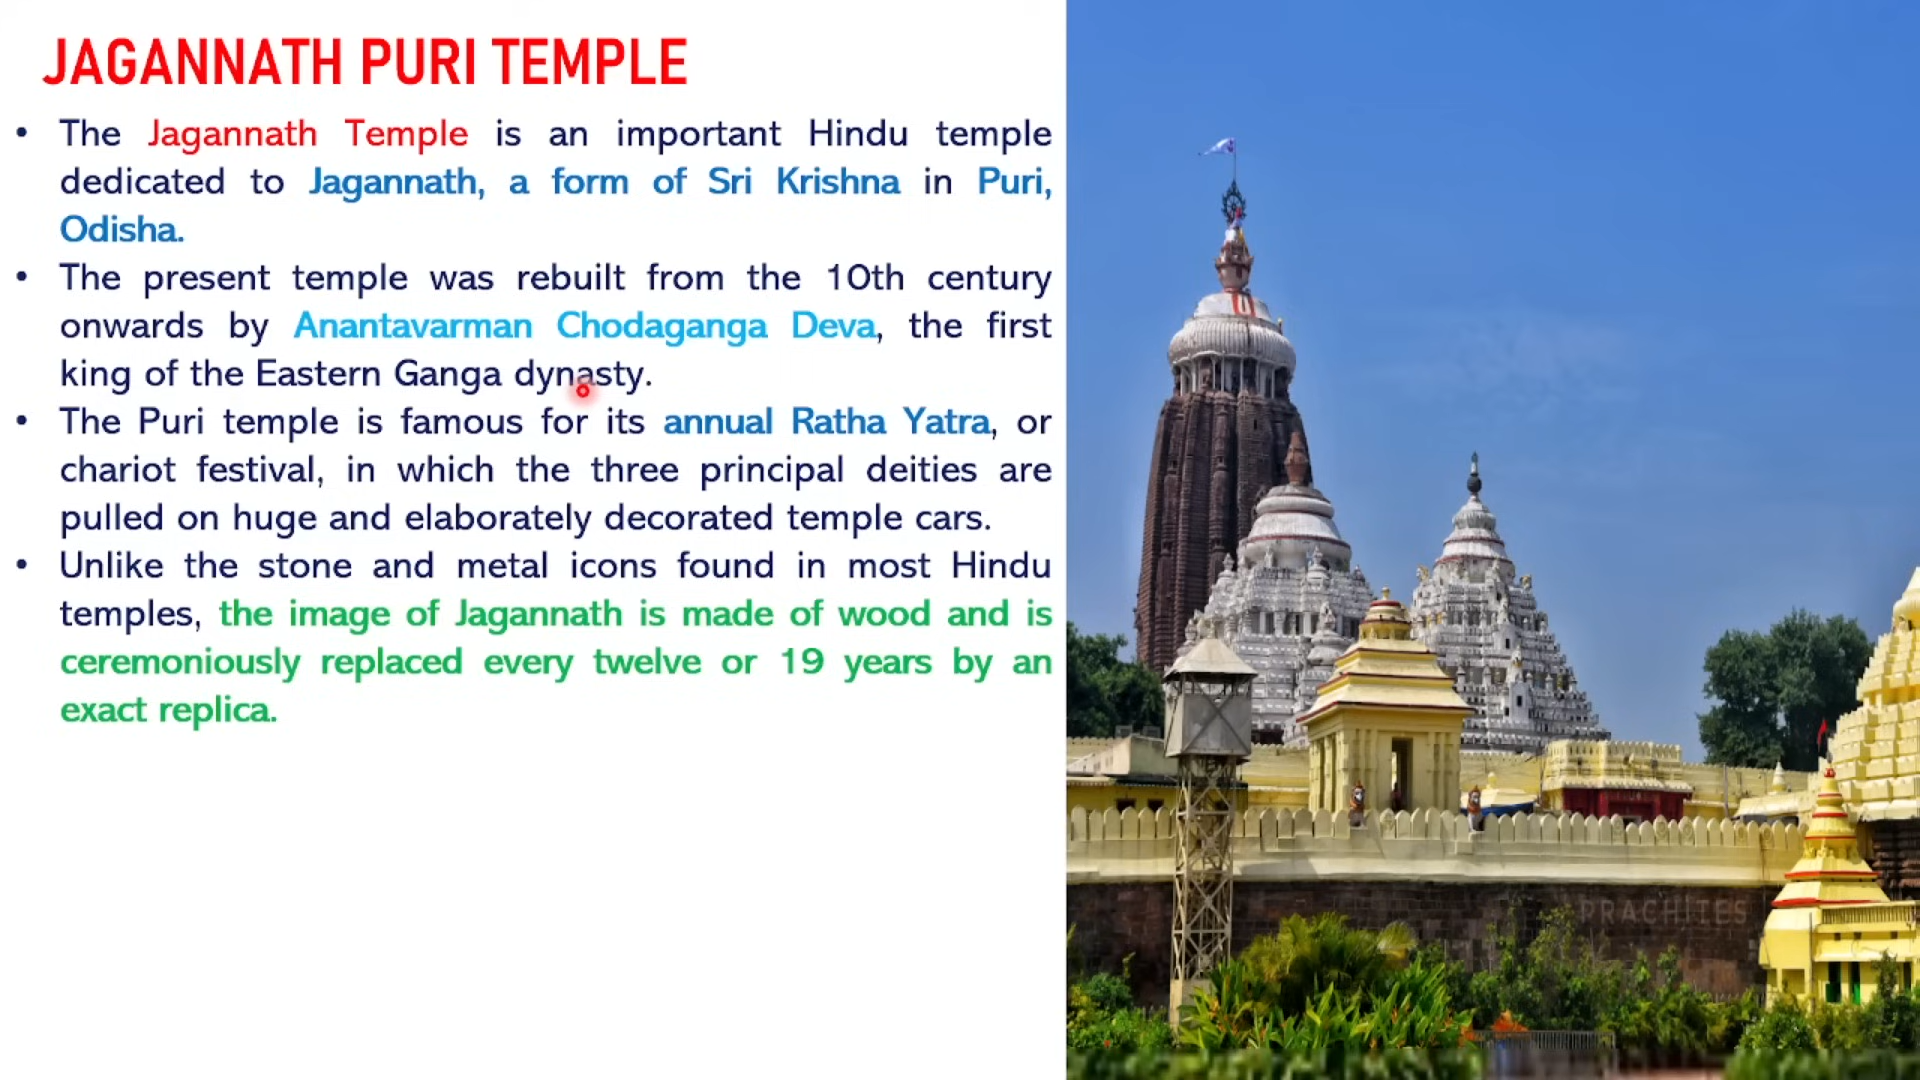 JAGANNATH PURI TEMPLE
• The Jagannath Temple is an important Hindu temple
dedicated to Jagannath, a form of Sri Krishna in Puri,
Odisha.
• The present temple was rebuilt from the 10th century
onwards by Anantavarman Chodaganga Deva, the first
king of the Eastern Ganga dynasty.
• The Puri temple is famous for its annual Ratha Yatra, or
chariot festival, in which the three principal deities are
pulled on huge and elaborately decorated temple cars.
• Unlike the stone and metal icons found in most Hindu
temples, the image of Jagannath is made of wood and is
ceremoniously replaced every twelve or 19 years by an
exact replica.
PRACHITES